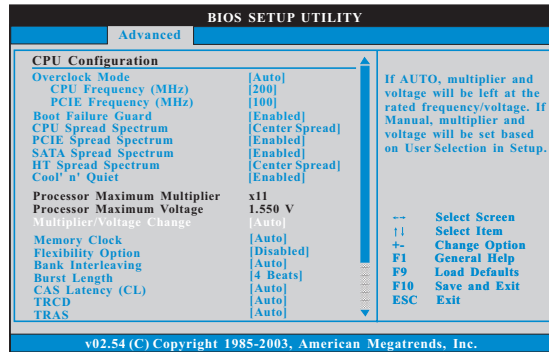 BIOS SETUP UTILITY
Advanced
CPU Configuration
Overclock Mode [Auto]
CPU Frequency (MHz) [200]
PCIE Frequency (MHz) [100]
Boot Failure Guard [Enabled]
CPU Spread Spectrum [Center Spread]
PCIE Spread Spectrum [Enabled]
SATA Spread Spectrum [Enabled]
HT Spread Spectrum [Center Spread]
Cool' n' Quiet [Enabled]
Processor Maximum Multiplier x11
Processor Maximum Voltage 1.550 V
Multiplier/Voltage Change [Auto]
Memory Clock [Auto]
Flexibility Option [Disabled]
Bank Interleaving [Auto]
Burst Length [4 Beats]
CAS Latency (CL) [Auto]
TRCD [Auto]
TRAS [Auto]
If AUTO, multiplier and
voltage will be left at the
rated frequency/voltage. If
Manual, multiplier and
voltage will be set based
on User Selection in Setup.
←→ Select Screen
↑↓ Select Item
+- Change Option
F1 General Help
F9 Load Defaults
F10 Save and Exit
ESC Exit
v02.54 (C) Copyright 1985-2003, American Megatrends, Inc.